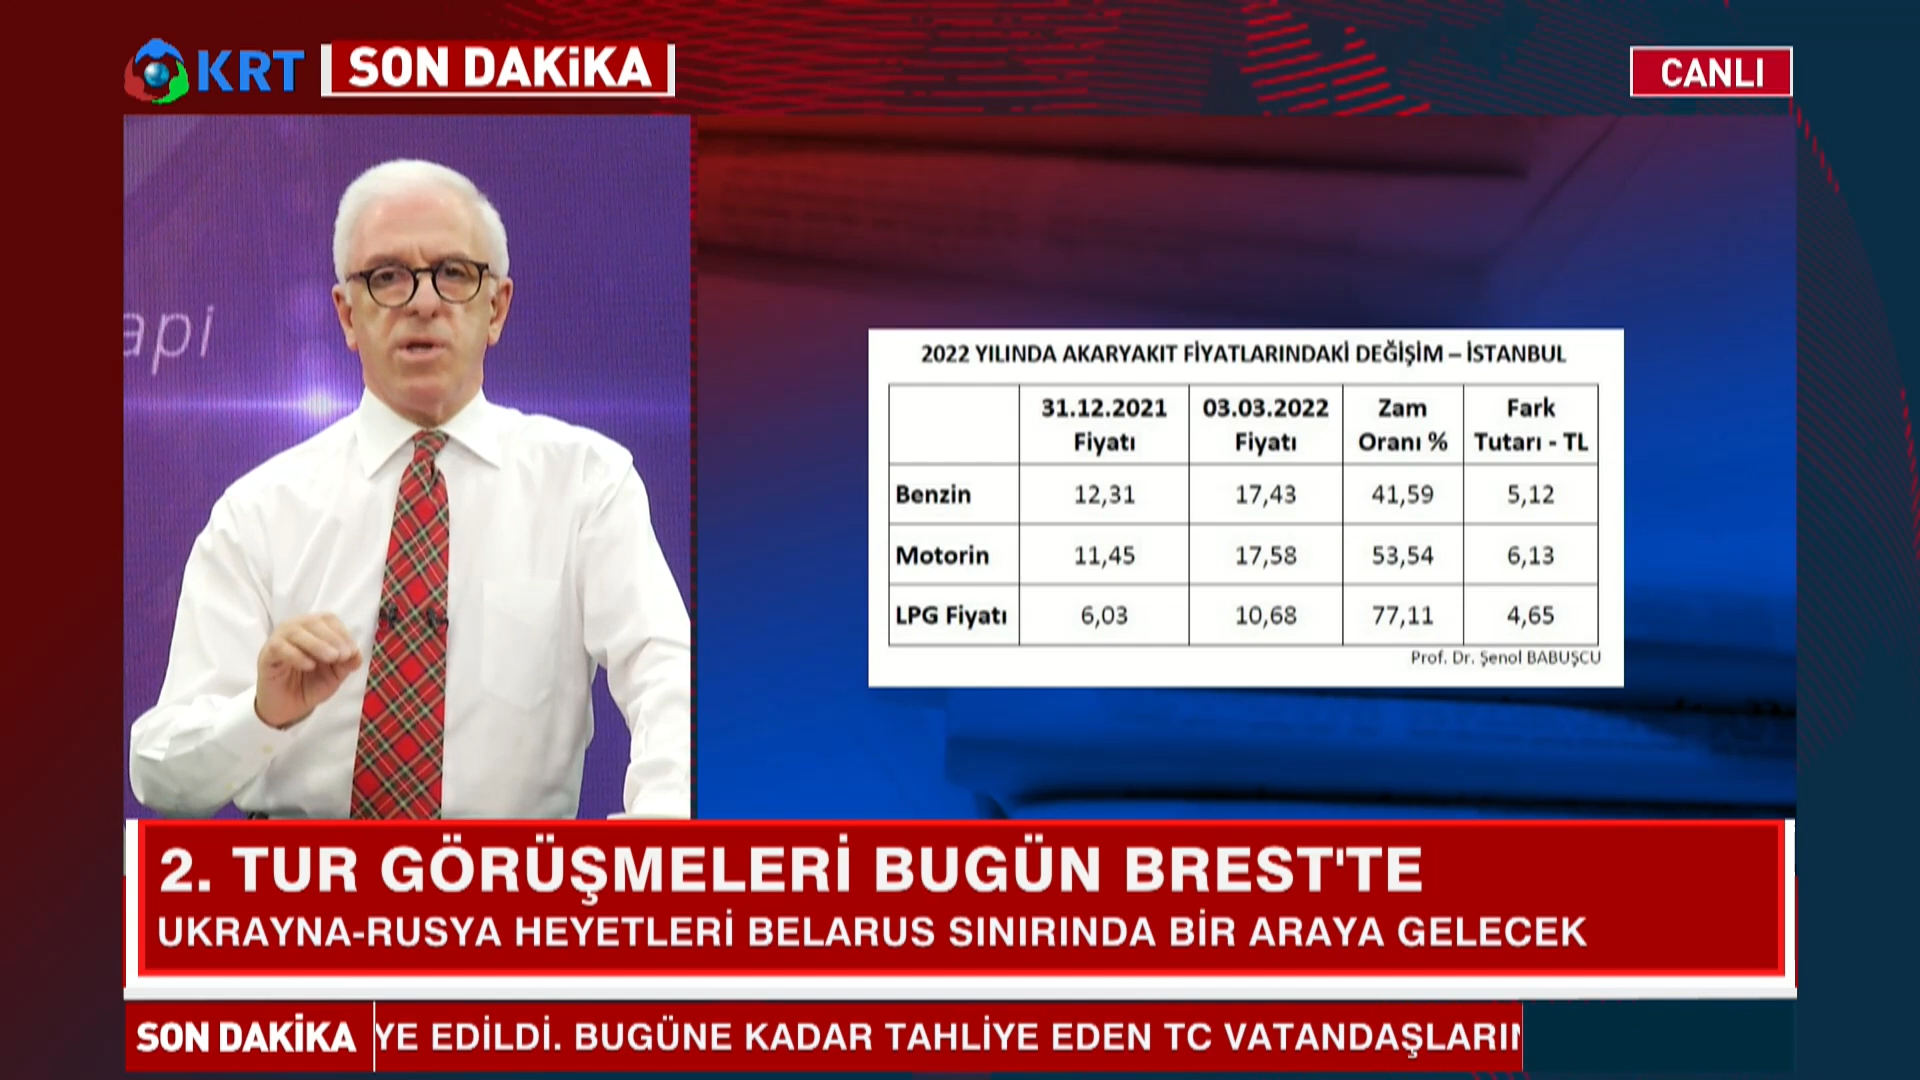 KRT
SON DAKİKA
CANLI
api
2022 YILINDA AKARYAKIT FİYATLARINDAKİ DEĞİŞİM – İSTANBUL
31.12.2021 Fiyatı
03.03.2022 Fiyatı
Zam Oranı %
Fark Tutarı - TL
Benzin 12,31 17,43 41,59 5,12
Motorin 11,45 17,58 53,54 6,13
LPG Fiyatı 6,03 10,68 77,11 4,65
Prof. Dr. Şenol BABUŞCU
2. TUR GÖRÜŞMELERİ BUGÜN BREST'TE
UKRAYNA-RUSYA HEYETLERİ BELARUS SINIRINDA BİR ARAYA GELECEK
SON DAKİKA
YE EDİLDİ. BUGÜNE KADAR TAHLİYE EDEN TC VATANDAŞLARIN